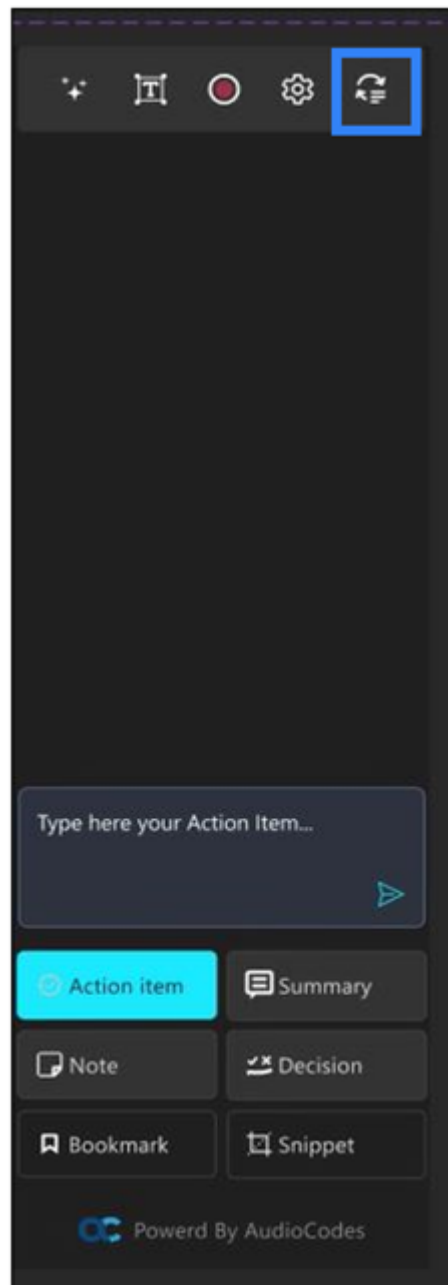 T
Type here your Action Item...
Action item
Summary
Note
Decision
Bookmark
Snippet
Powerd By AudioCodes